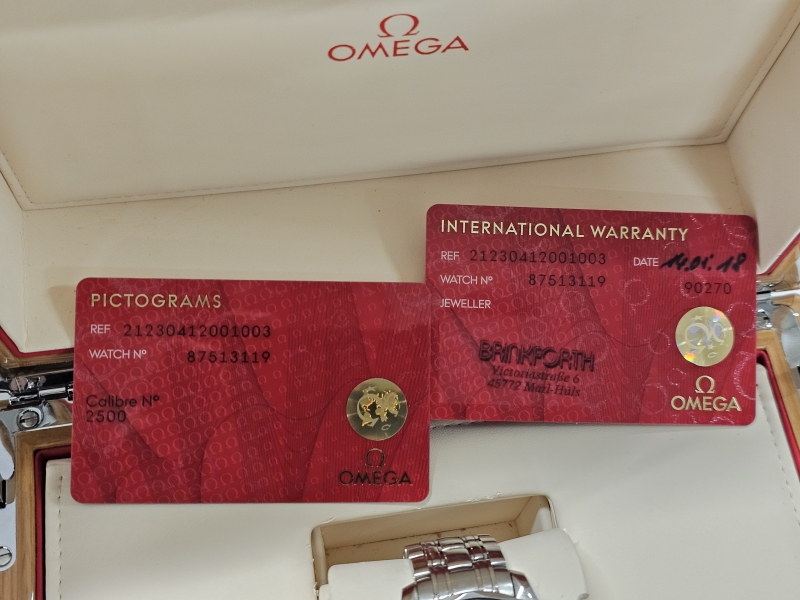 OMEGA
PICTOGRAMS
REF 21230412001003
WATCH Nº 87513119
Calibre Nº
2500
OMEGA
INTERNATIONAL WARRANTY
REF 21230412001003 DATE 14.01.18
WATCH Nº 87513119 90270
JEWELLER
BRINKFORTH
Victoriastraße 6
45772 Marl-Huls
OMEGA